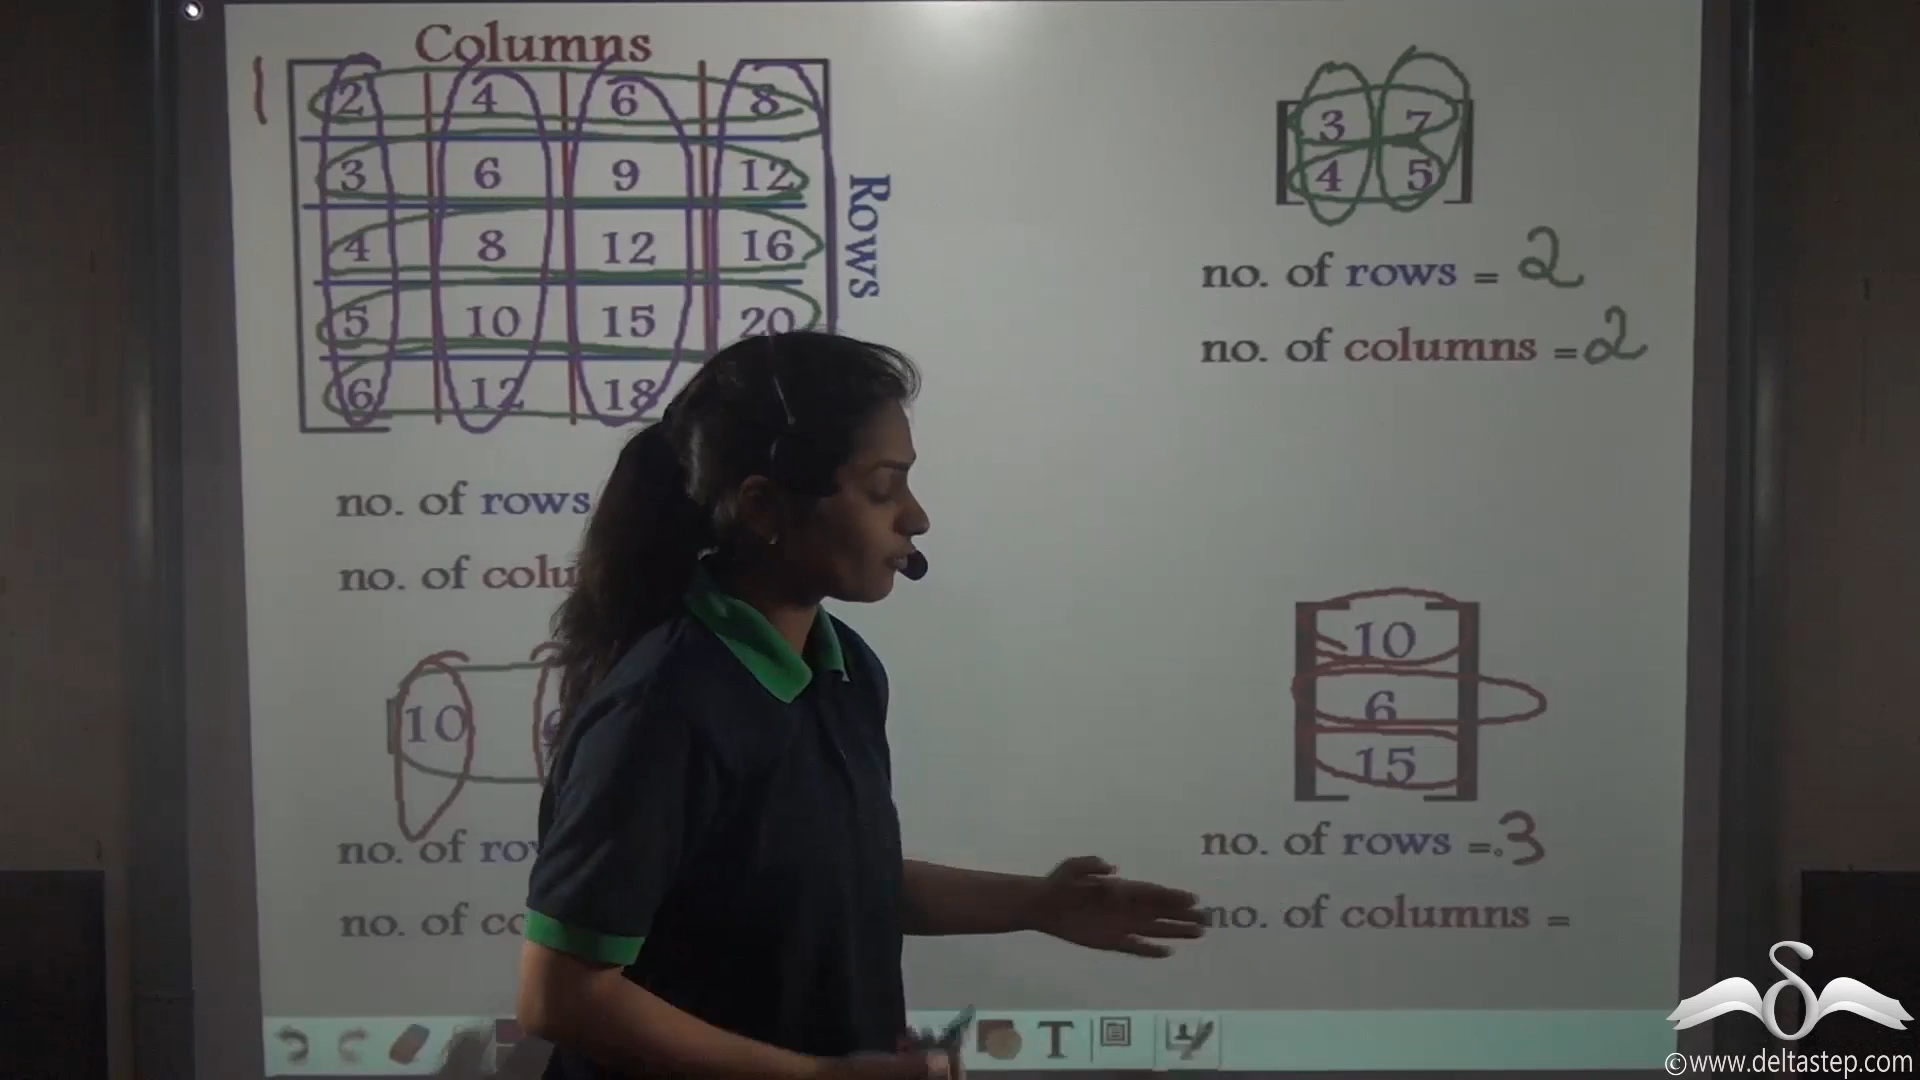 Columns
1
2 4 6 8
3 6 9 12
4 8 12 16
5 10 15 20
6 12 18
Rows
no. of rows
no. of colu
3 7
4 5
no. of rows = 2
no. of columns = 2
10
no. of ro
no. of co
10
6
15
no. of rows = 3
no. of columns =
T
©www.deltastep.com